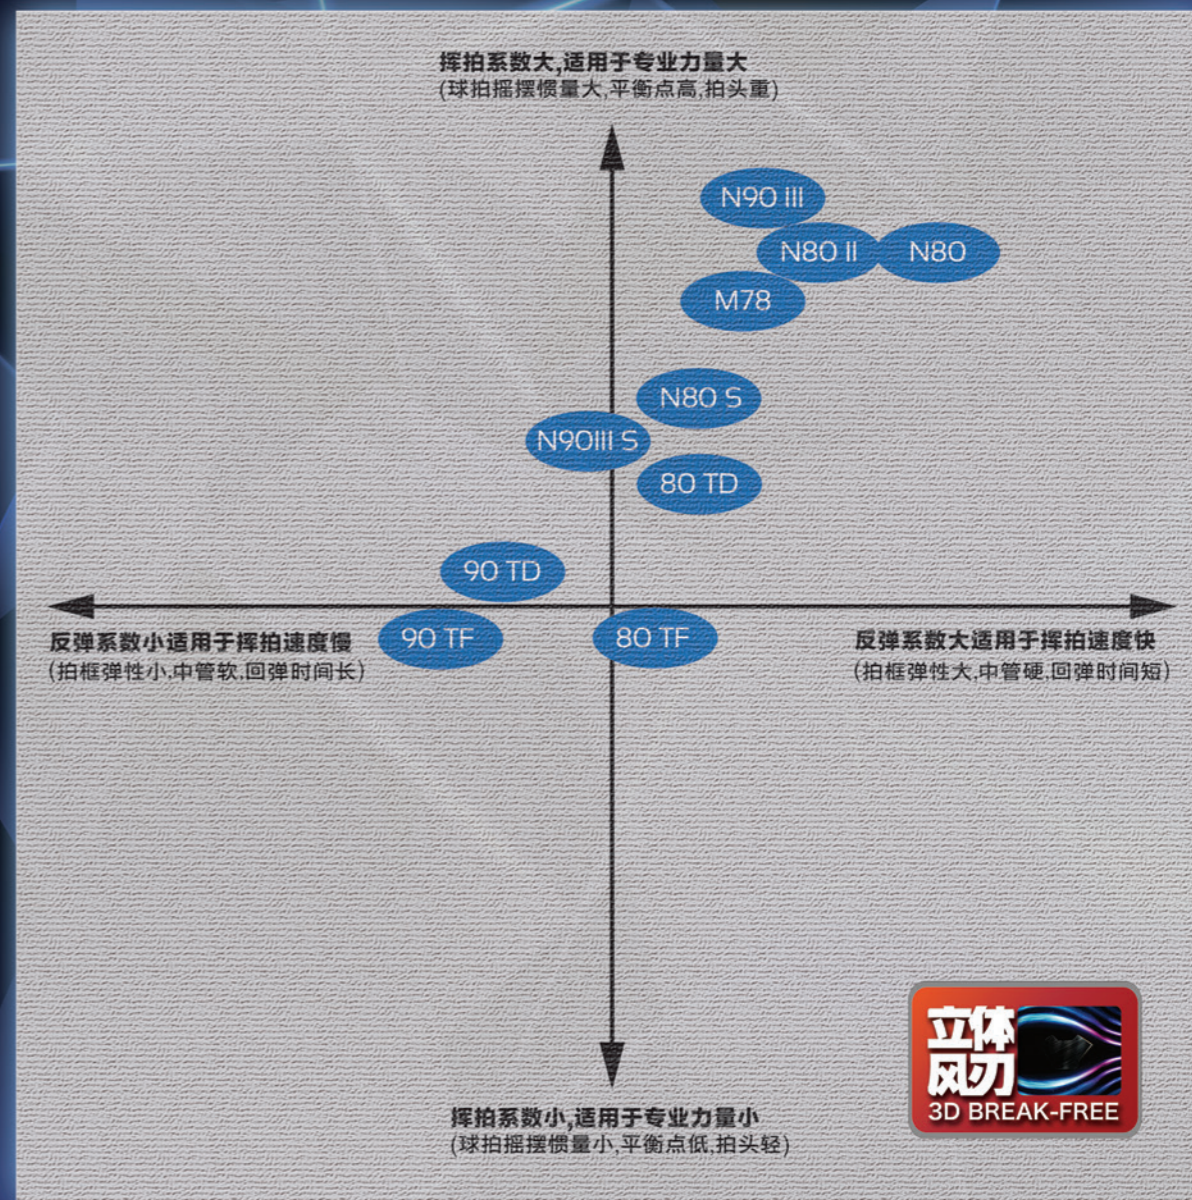 挥拍系数大,适用于专业力量大
(球拍摇摆惯量大,平衡点高,拍头重)
N90 III
N80 II
N80
M78
N80 S
N90III S
80 TD
90 TD
90 TF
80 TF
反弹系数小适用于挥拍速度慢
(拍框弹性小,中管软,回弹时间长)
反弹系数大适用于挥拍速度快
(拍框弹性大,中管硬,回弹时间短)
立体
风刃
3D BREAK-FREE
挥拍系数小,适用于专业力量小
(球拍摇摆惯量小,平衡点低,拍头轻)